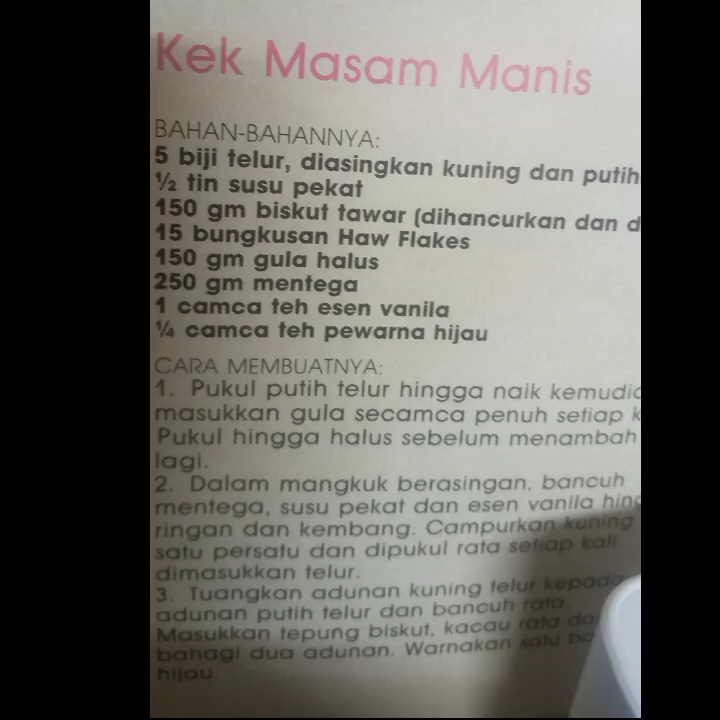 Kek Masam Manis
BAHAN-BAHANNYA:
5 biji telur, diasingkan kuning dan putih
½ tin susu pekat
150 gm biskut tawar (dihancurkan dan
15 bungkusan Haw Flakes
150 gm gula halus
250 gm mentega
1 camca teh esen vanila
¼ camca teh pewarna hijau
CARA MEMBUATNYA:
1. Pukul putih telur hingga naik
masukkan gula secamca penuh setiap
Pukul hingga halus sebelum menambah
lagi.
2. Dalam mangkuk berasingan, bancuh
mentega, susu pekat dan esen vanila
ringan dan kembang. Campurkan kuning
satu persatu dan dipukul rata setiap kali
dimasukkan telur.
3. Tuangkan adunan kuning telur kepada
adunan putih telur dan bancuh rata.
Masukkan tepung biskut, kacau rata
bahagi dua adunan. Warnakan satu
hijau.